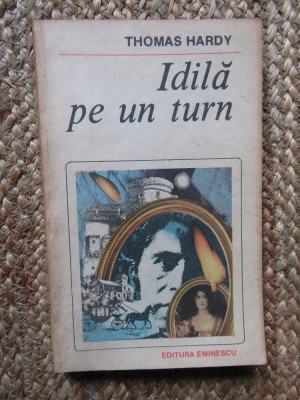 THOMAS HARDY
Idilă
pe un turn
EDITURA EMINESCU